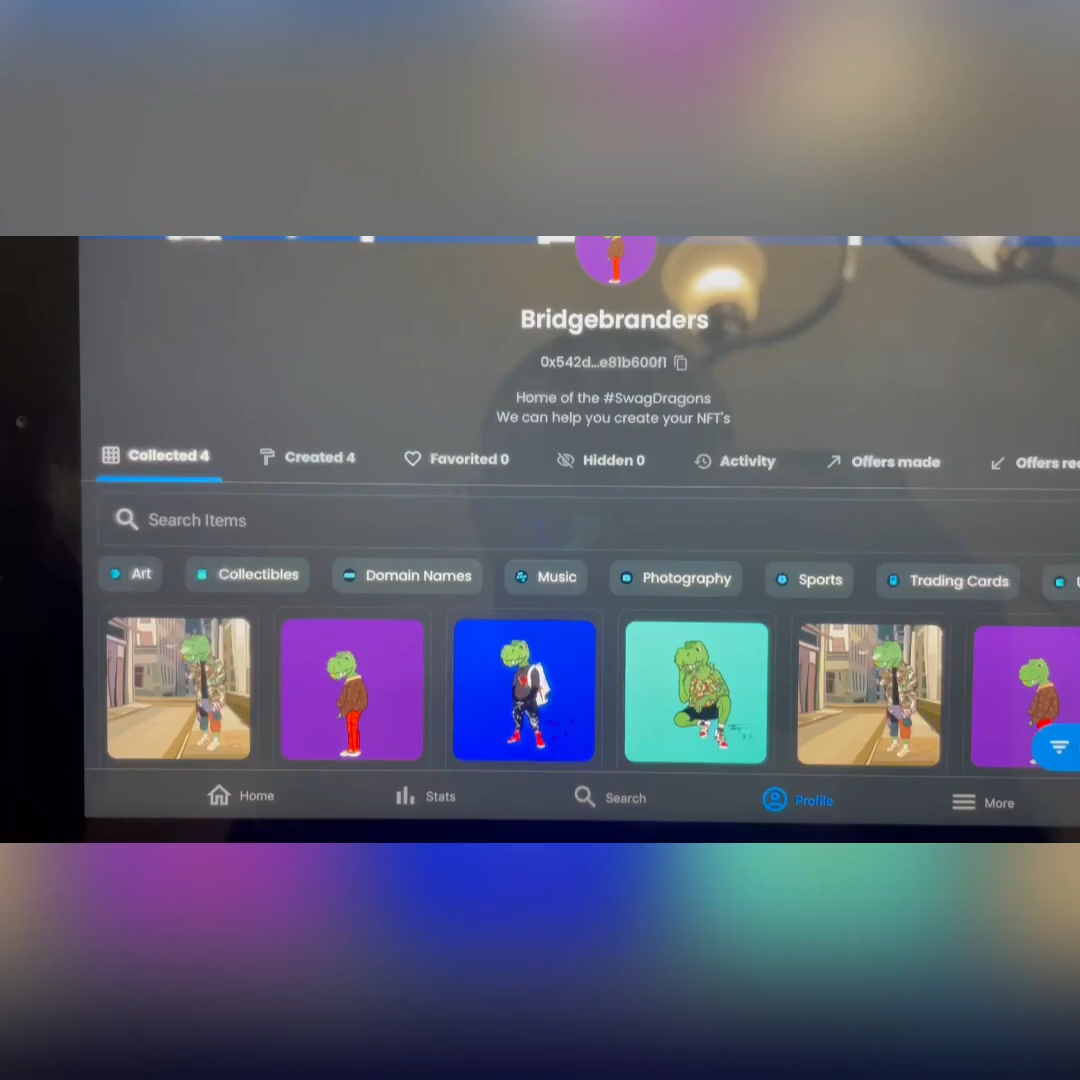 Bridgebranders
0x542d...e81b600f1
Home of the #SwagDragons
We can help you create your NFT's
Collected 4
Created 4
Favorited 0
Hidden 0
Activity
Offers made
Offers
Search Items
Art
Collectibles
Domain Names
Music
Photography
Sports
Trading Cards
Home
Stats
Search
Profile
More